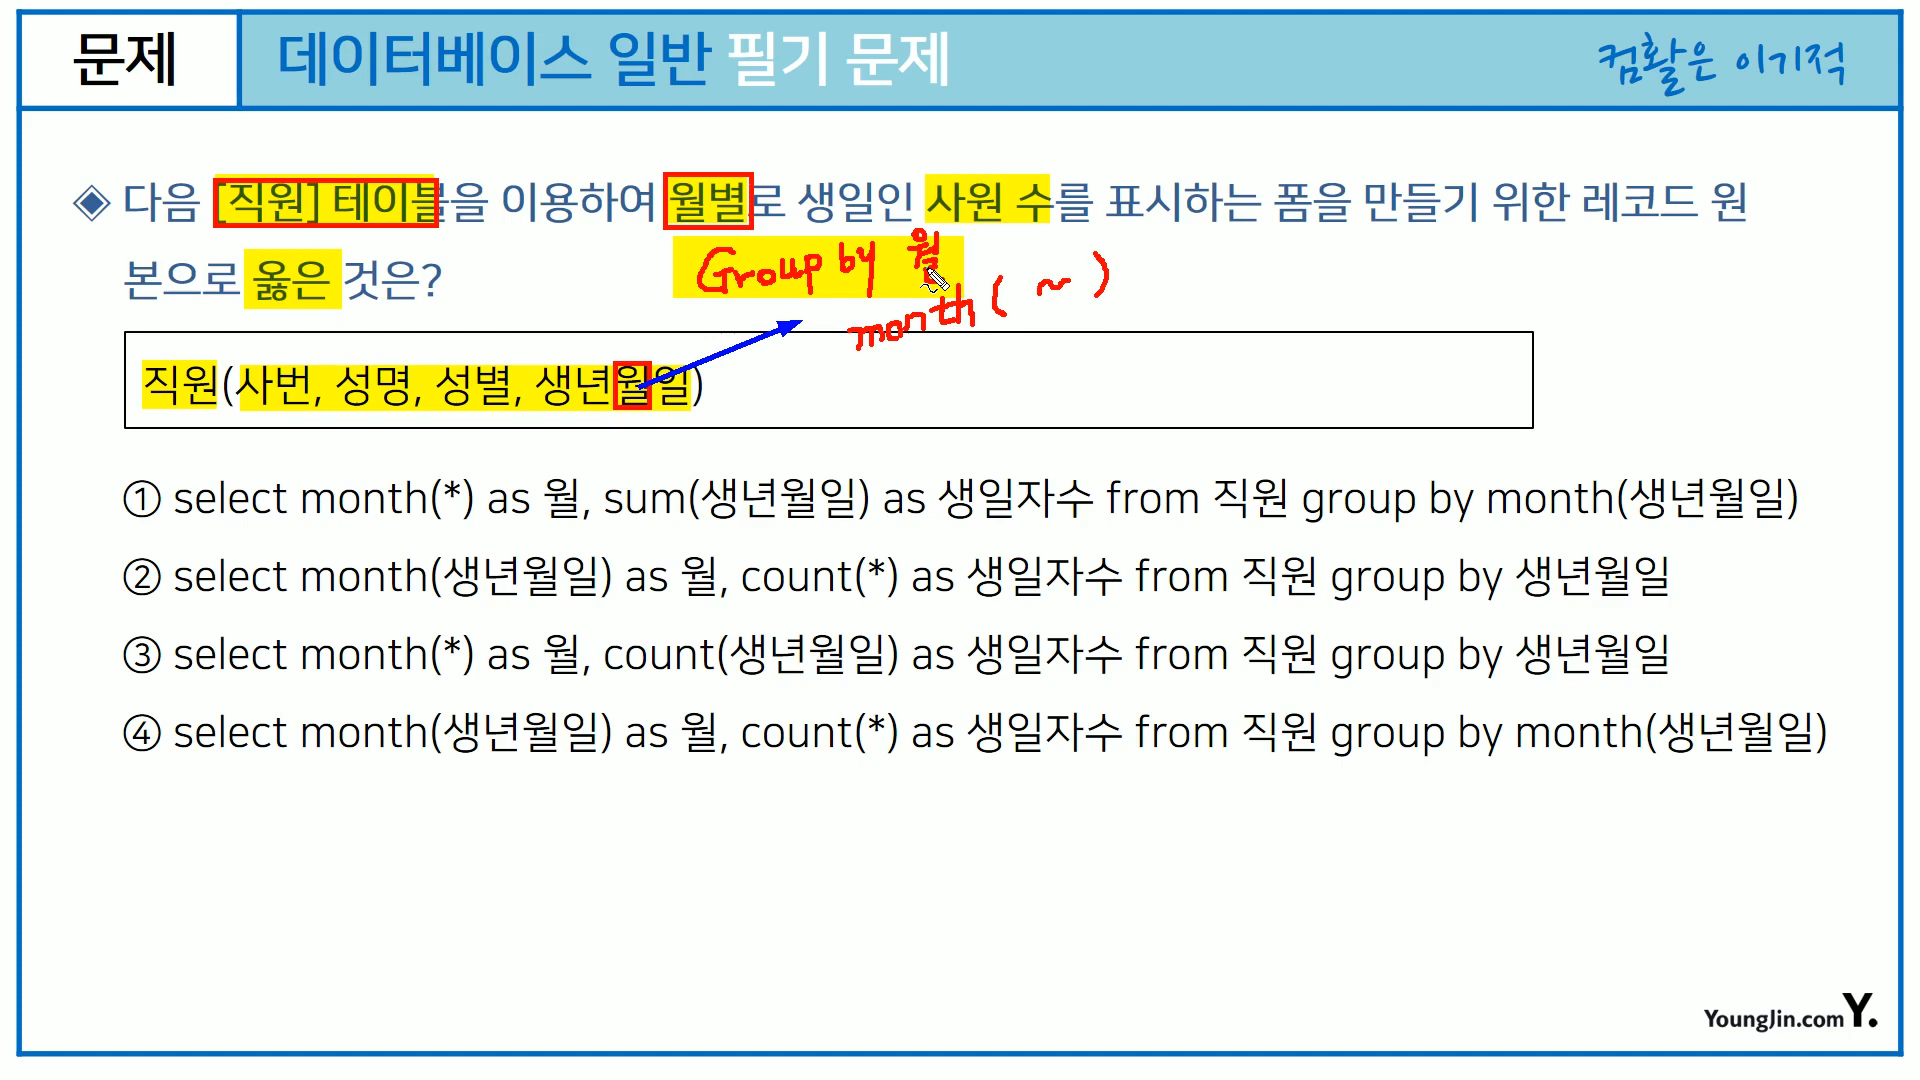 문제
데이터베이스 일반 필기 문제
컴활은 이기적
◈ 다음 [직원] 테이블을 이용하여 월별로 생일인 사원 수를 표시하는 폼을 만들기 위한 레코드 원
본으로 옳은 것은?
Group by 월
month( ~ )
직원(사번, 성명, 성별, 생년월일)
① select month(*) as 월, sum(생년월일) as 생일자수 from 직원 group by month(생년월일)
② select month(생년월일) as 월, count(*) as 생일자수 from 직원 group by 생년월일
③ select month(*) as 월, count(생년월일) as 생일자수 from 직원 group by 생년월일
④ select month(생년월일) as 월, count(*) as 생일자수 from 직원 group by month(생년월일)
YoungJin.com Y.